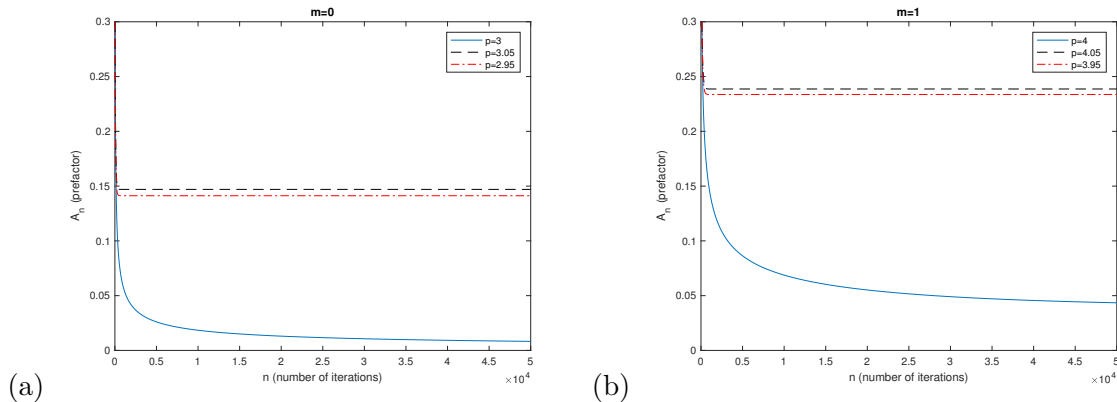 m=0
0.3
0.25
0.2
0.15
0.1
0.05
0
A_n (prefactor)
p=3
p=3.05
p=2.95
0 0.5 1 1.5 2 2.5 3 3.5 4 4.5 5
×10^4
n (number of iterations)
(a)
m=1
0.3
0.25
0.2
0.15
0.1
0.05
0
A_n (prefactor)
p=4
p=4.05
p=3.95
0 0.5 1 1.5 2 2.5 3 3.5 4 4.5 5
×10^4
n (number of iterations)
(b)